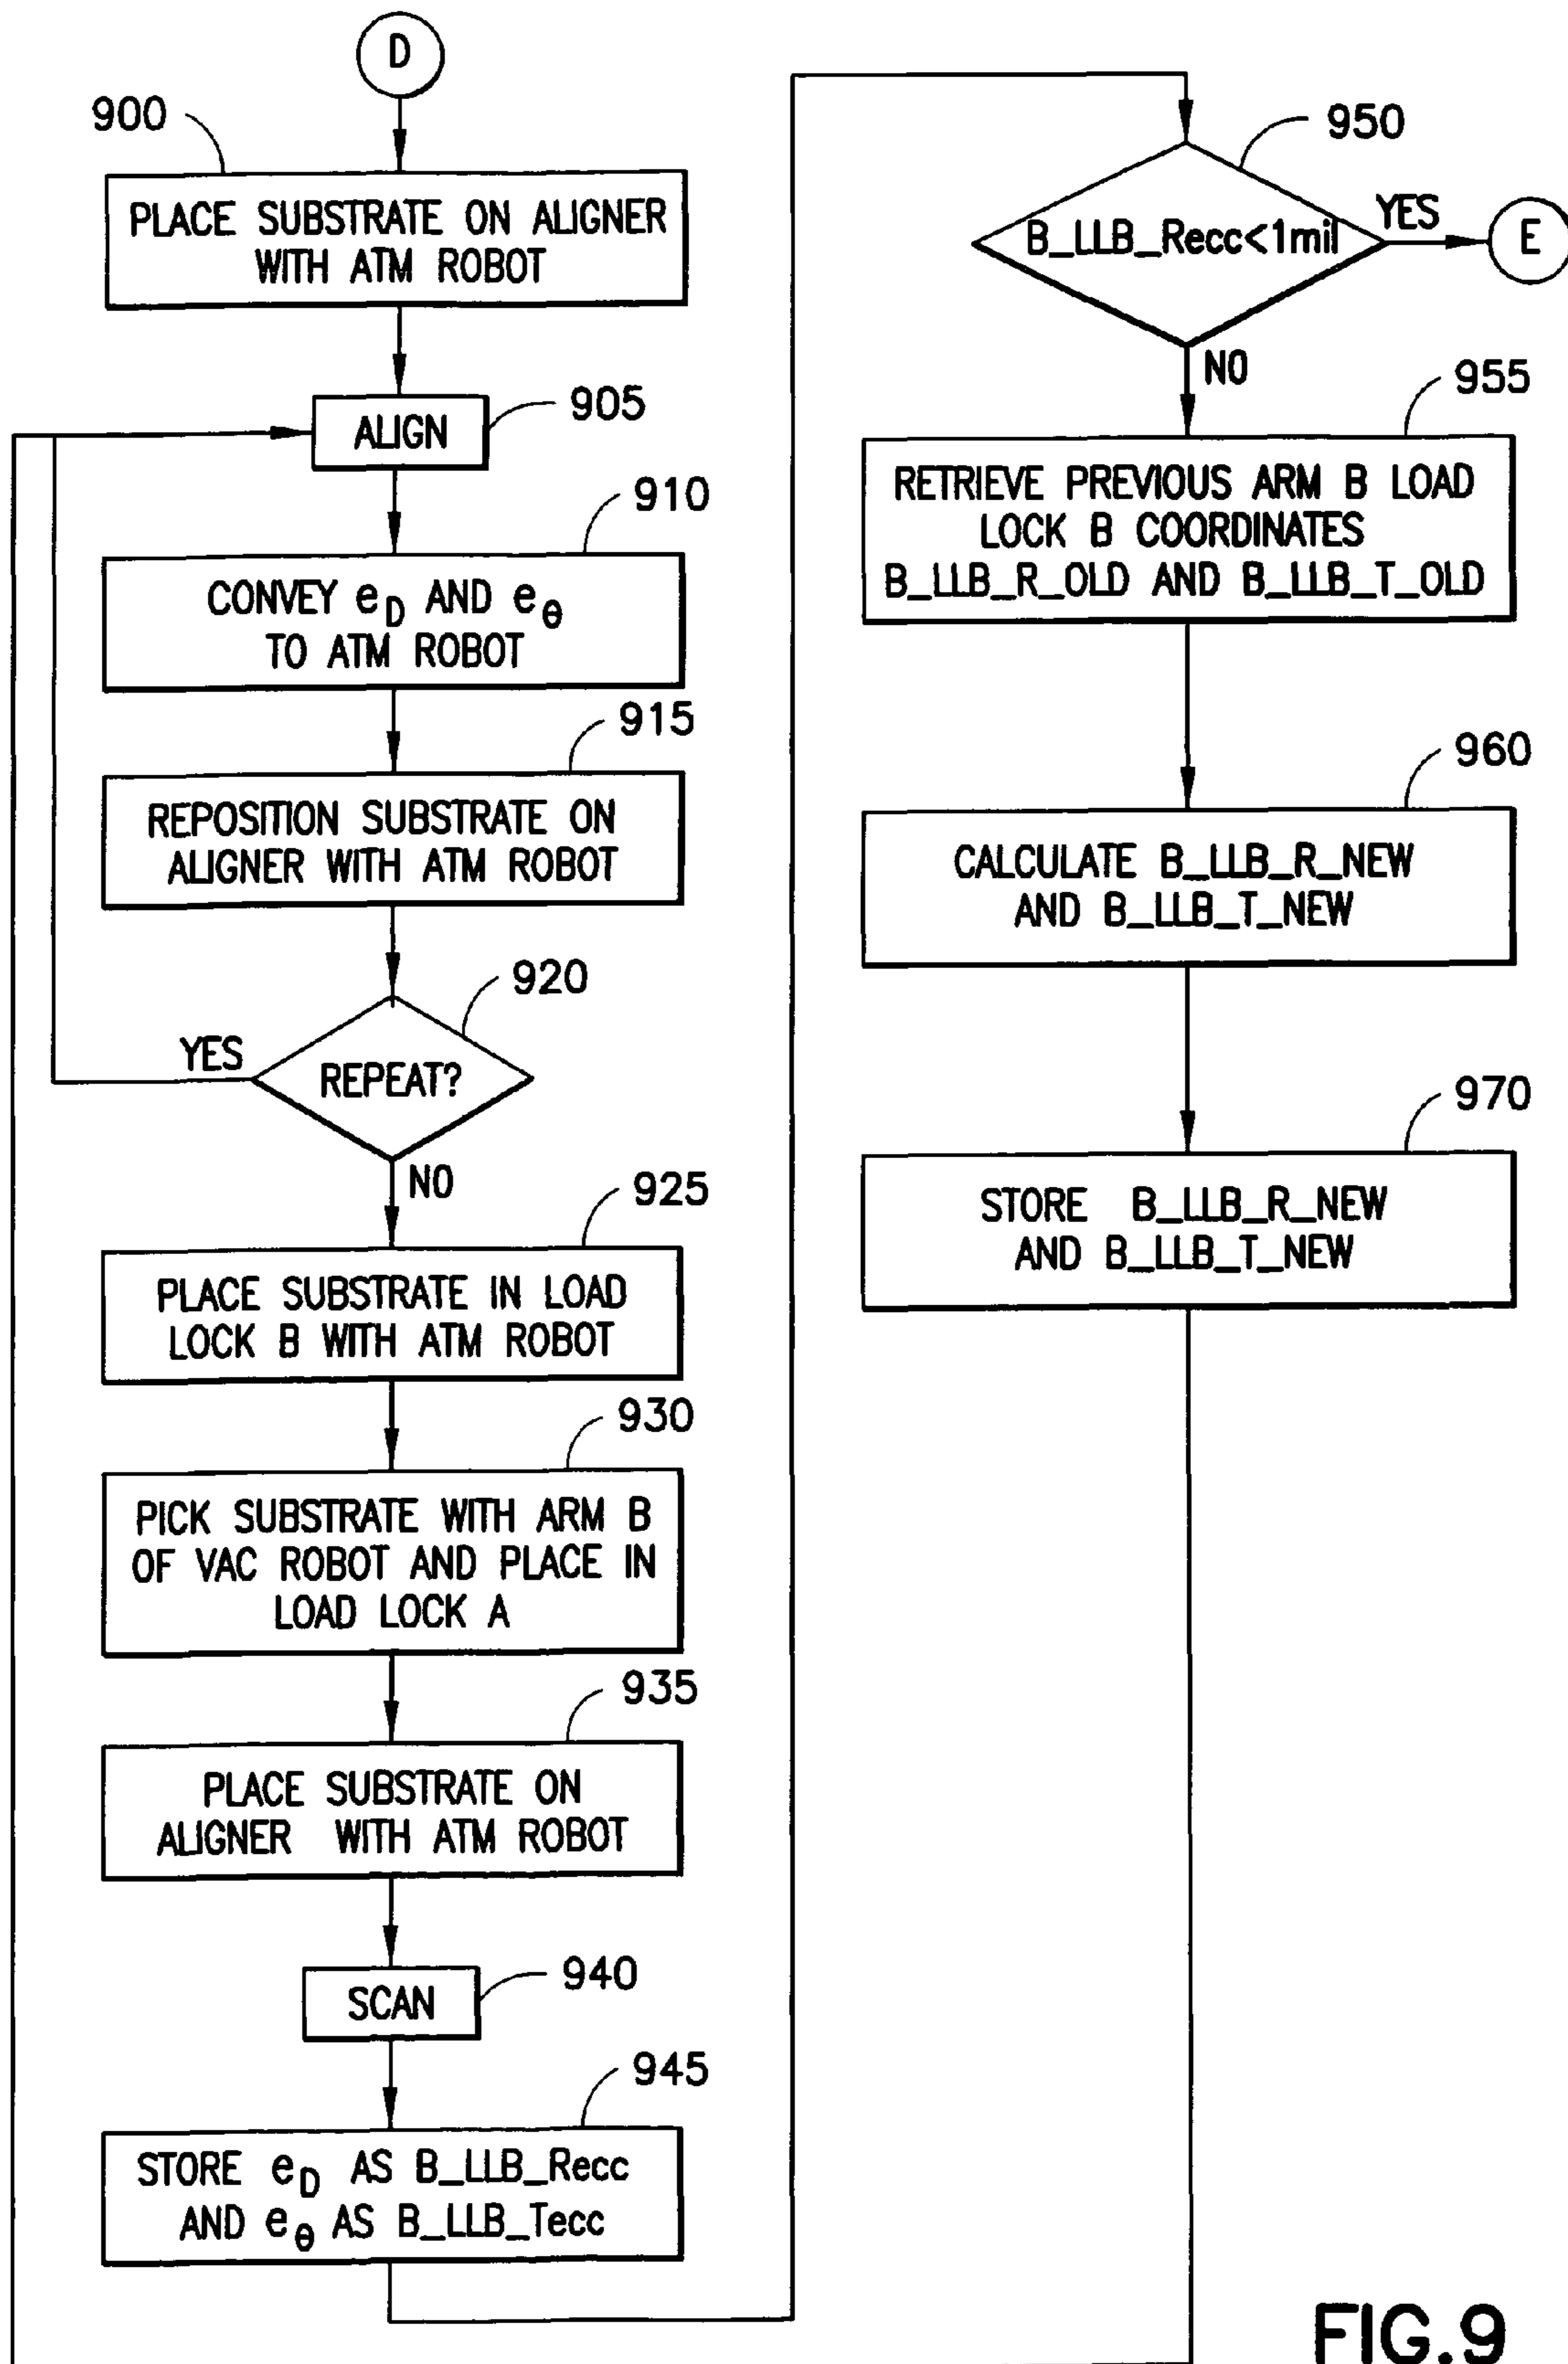 D
900
PLACE SUBSTRATE ON ALIGNER
WITH ATM ROBOT
905
ALIGN
910
CONVEY eD AND eθ
TO ATM ROBOT
915
REPOSITION SUBSTRATE ON
ALIGNER WITH ATM ROBOT
920
YES
REPEAT?
NO
925
PLACE SUBSTRATE IN LOAD
LOCK B WITH ATM ROBOT
930
PICK SUBSTRATE WITH ARM B
OF VAC ROBOT AND PLACE IN
LOAD LOCK A
935
PLACE SUBSTRATE ON
ALIGNER WITH ATM ROBOT
940
SCAN
945
STORE eD AS B_LLB_Recc
AND eθ AS B_LLB_Tecc
950
B_LLB_Recc<1mil
YES
E
NO
955
RETRIEVE PREVIOUS ARM B LOAD
LOCK B COORDINATES
B_LLB_R_OLD AND B_LLB_T_OLD
960
CALCULATE B_LLB_R_NEW
AND B_LLB_T_NEW
970
STORE B_LLB_R_NEW
AND B_LLB_T_NEW
FIG.9